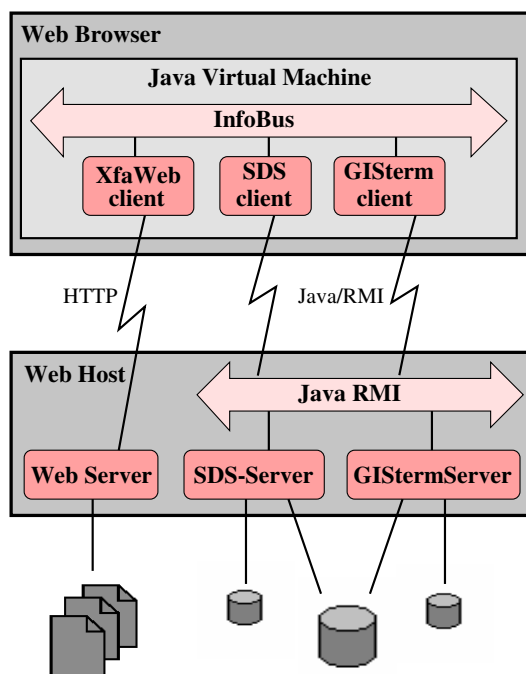 Web Browser
Java Virtual Machine
InfoBus
XfaWeb
client
SDS
client
GISterm
client
HTTP
Java/RMI
Web Host
Java RMI
Web Server
SDS-Server
GIStermServer